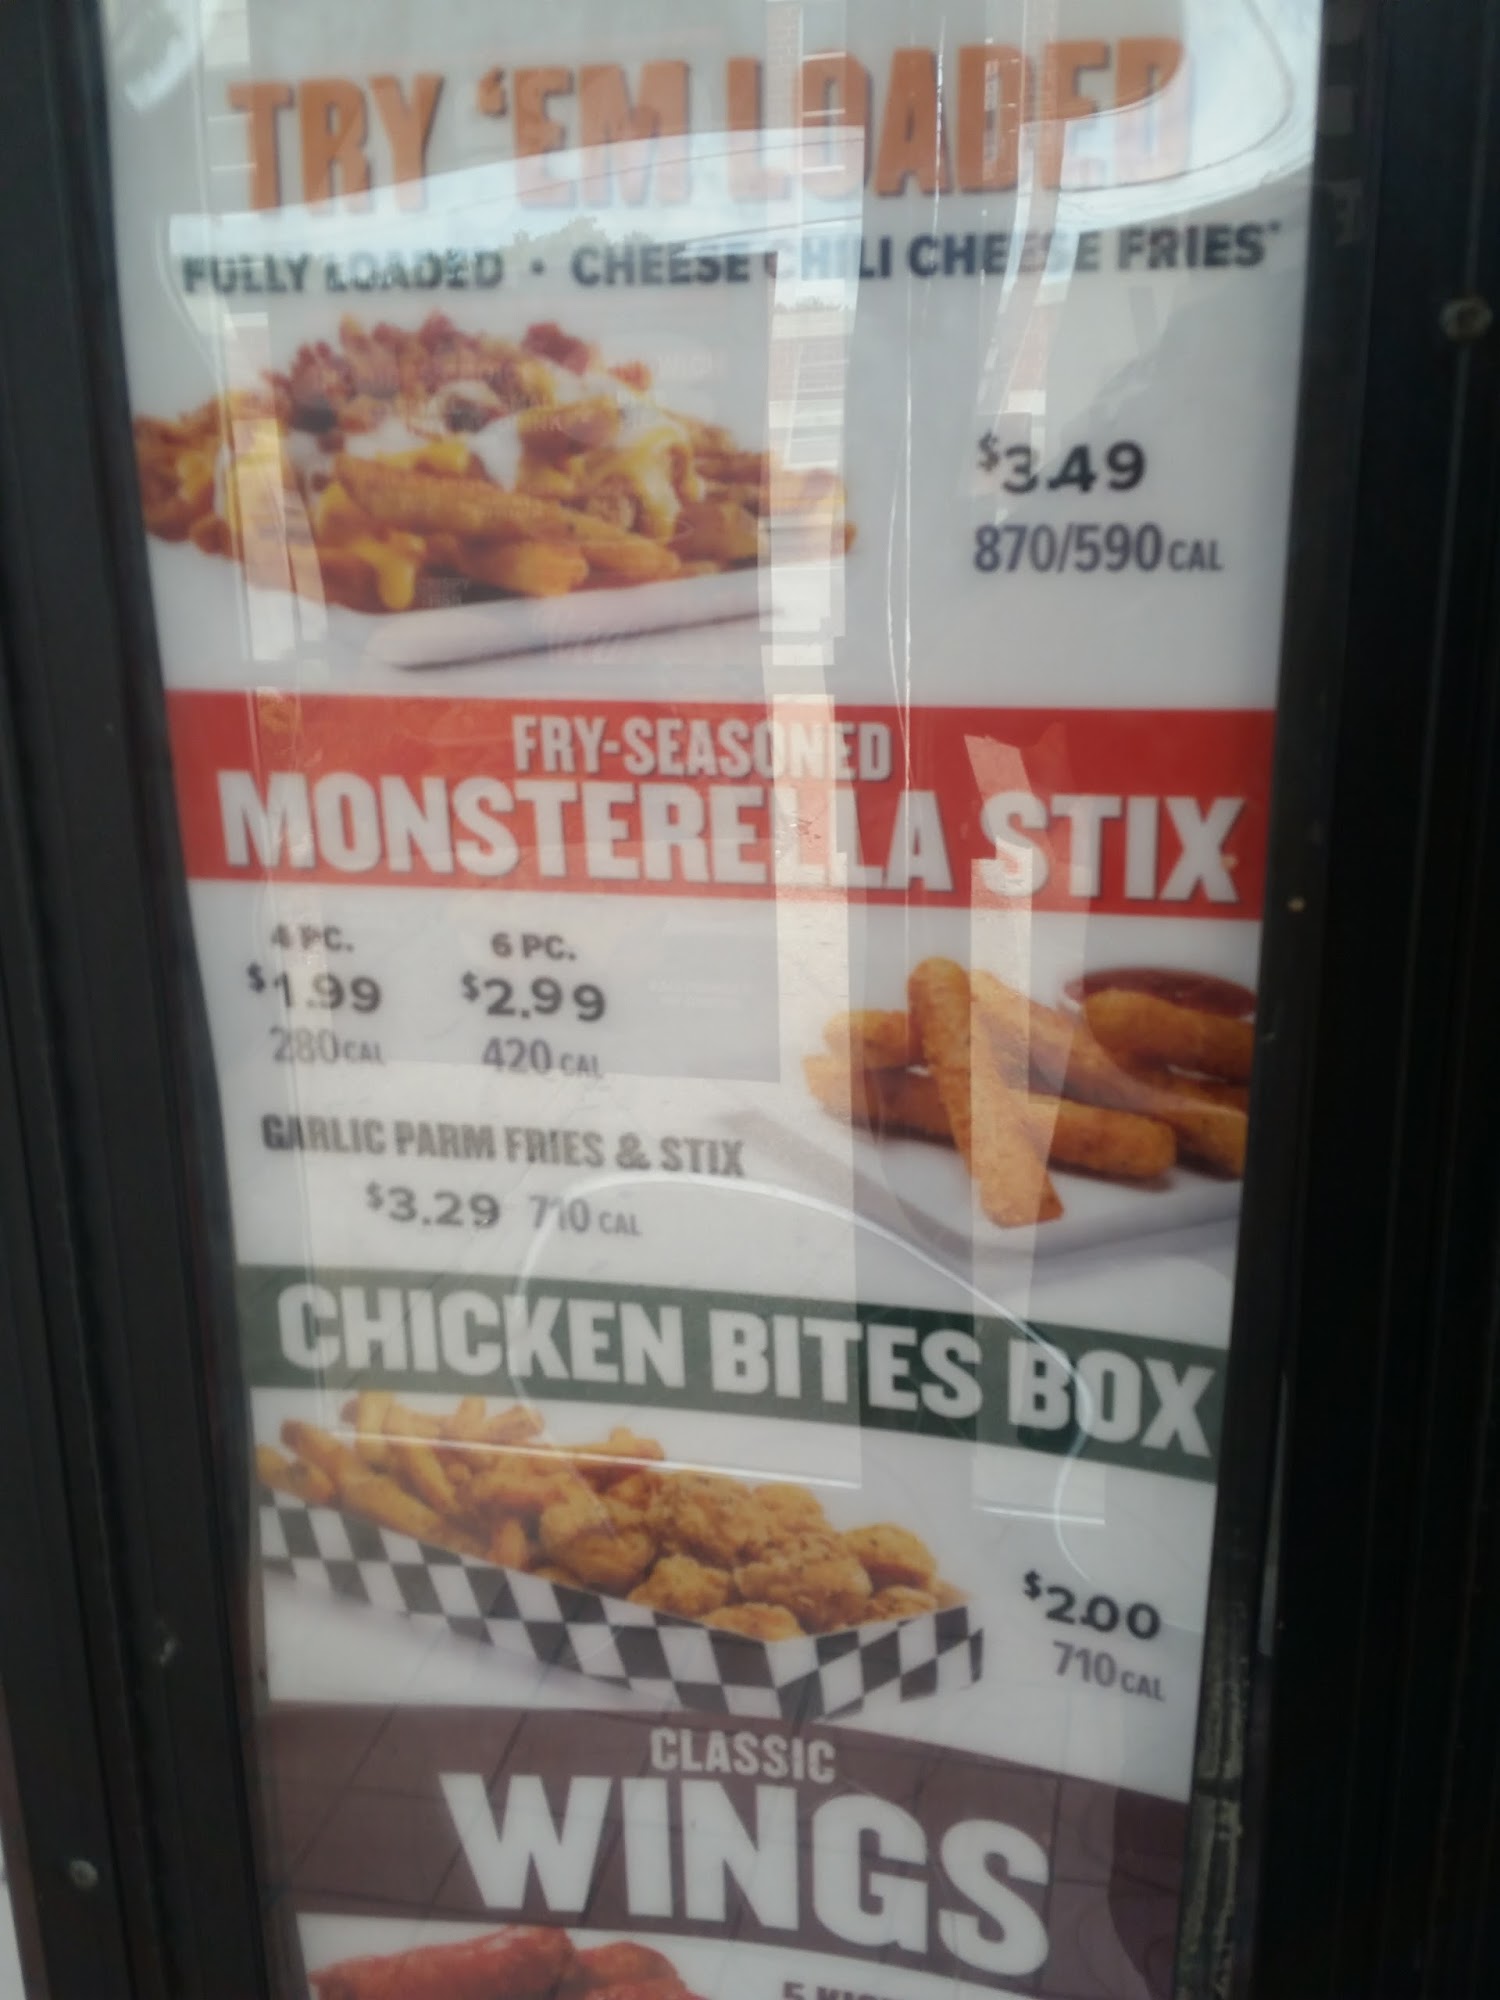 TRY 'EM LOADED
FULLY LOADED • CHEESE CHILI CHEESE FRIES*
$3.49
870/590 CAL
FRY-SEASONED
MONSTERELLA STIX
4 PC. 6 PC.
$1.99 $2.99
280 CAL 420 CAL
GARLIC PARM FRIES & STIX
$3.29 710 CAL
CHICKEN BITES BOX
$2.00
710 CAL
CLASSIC
WINGS
5